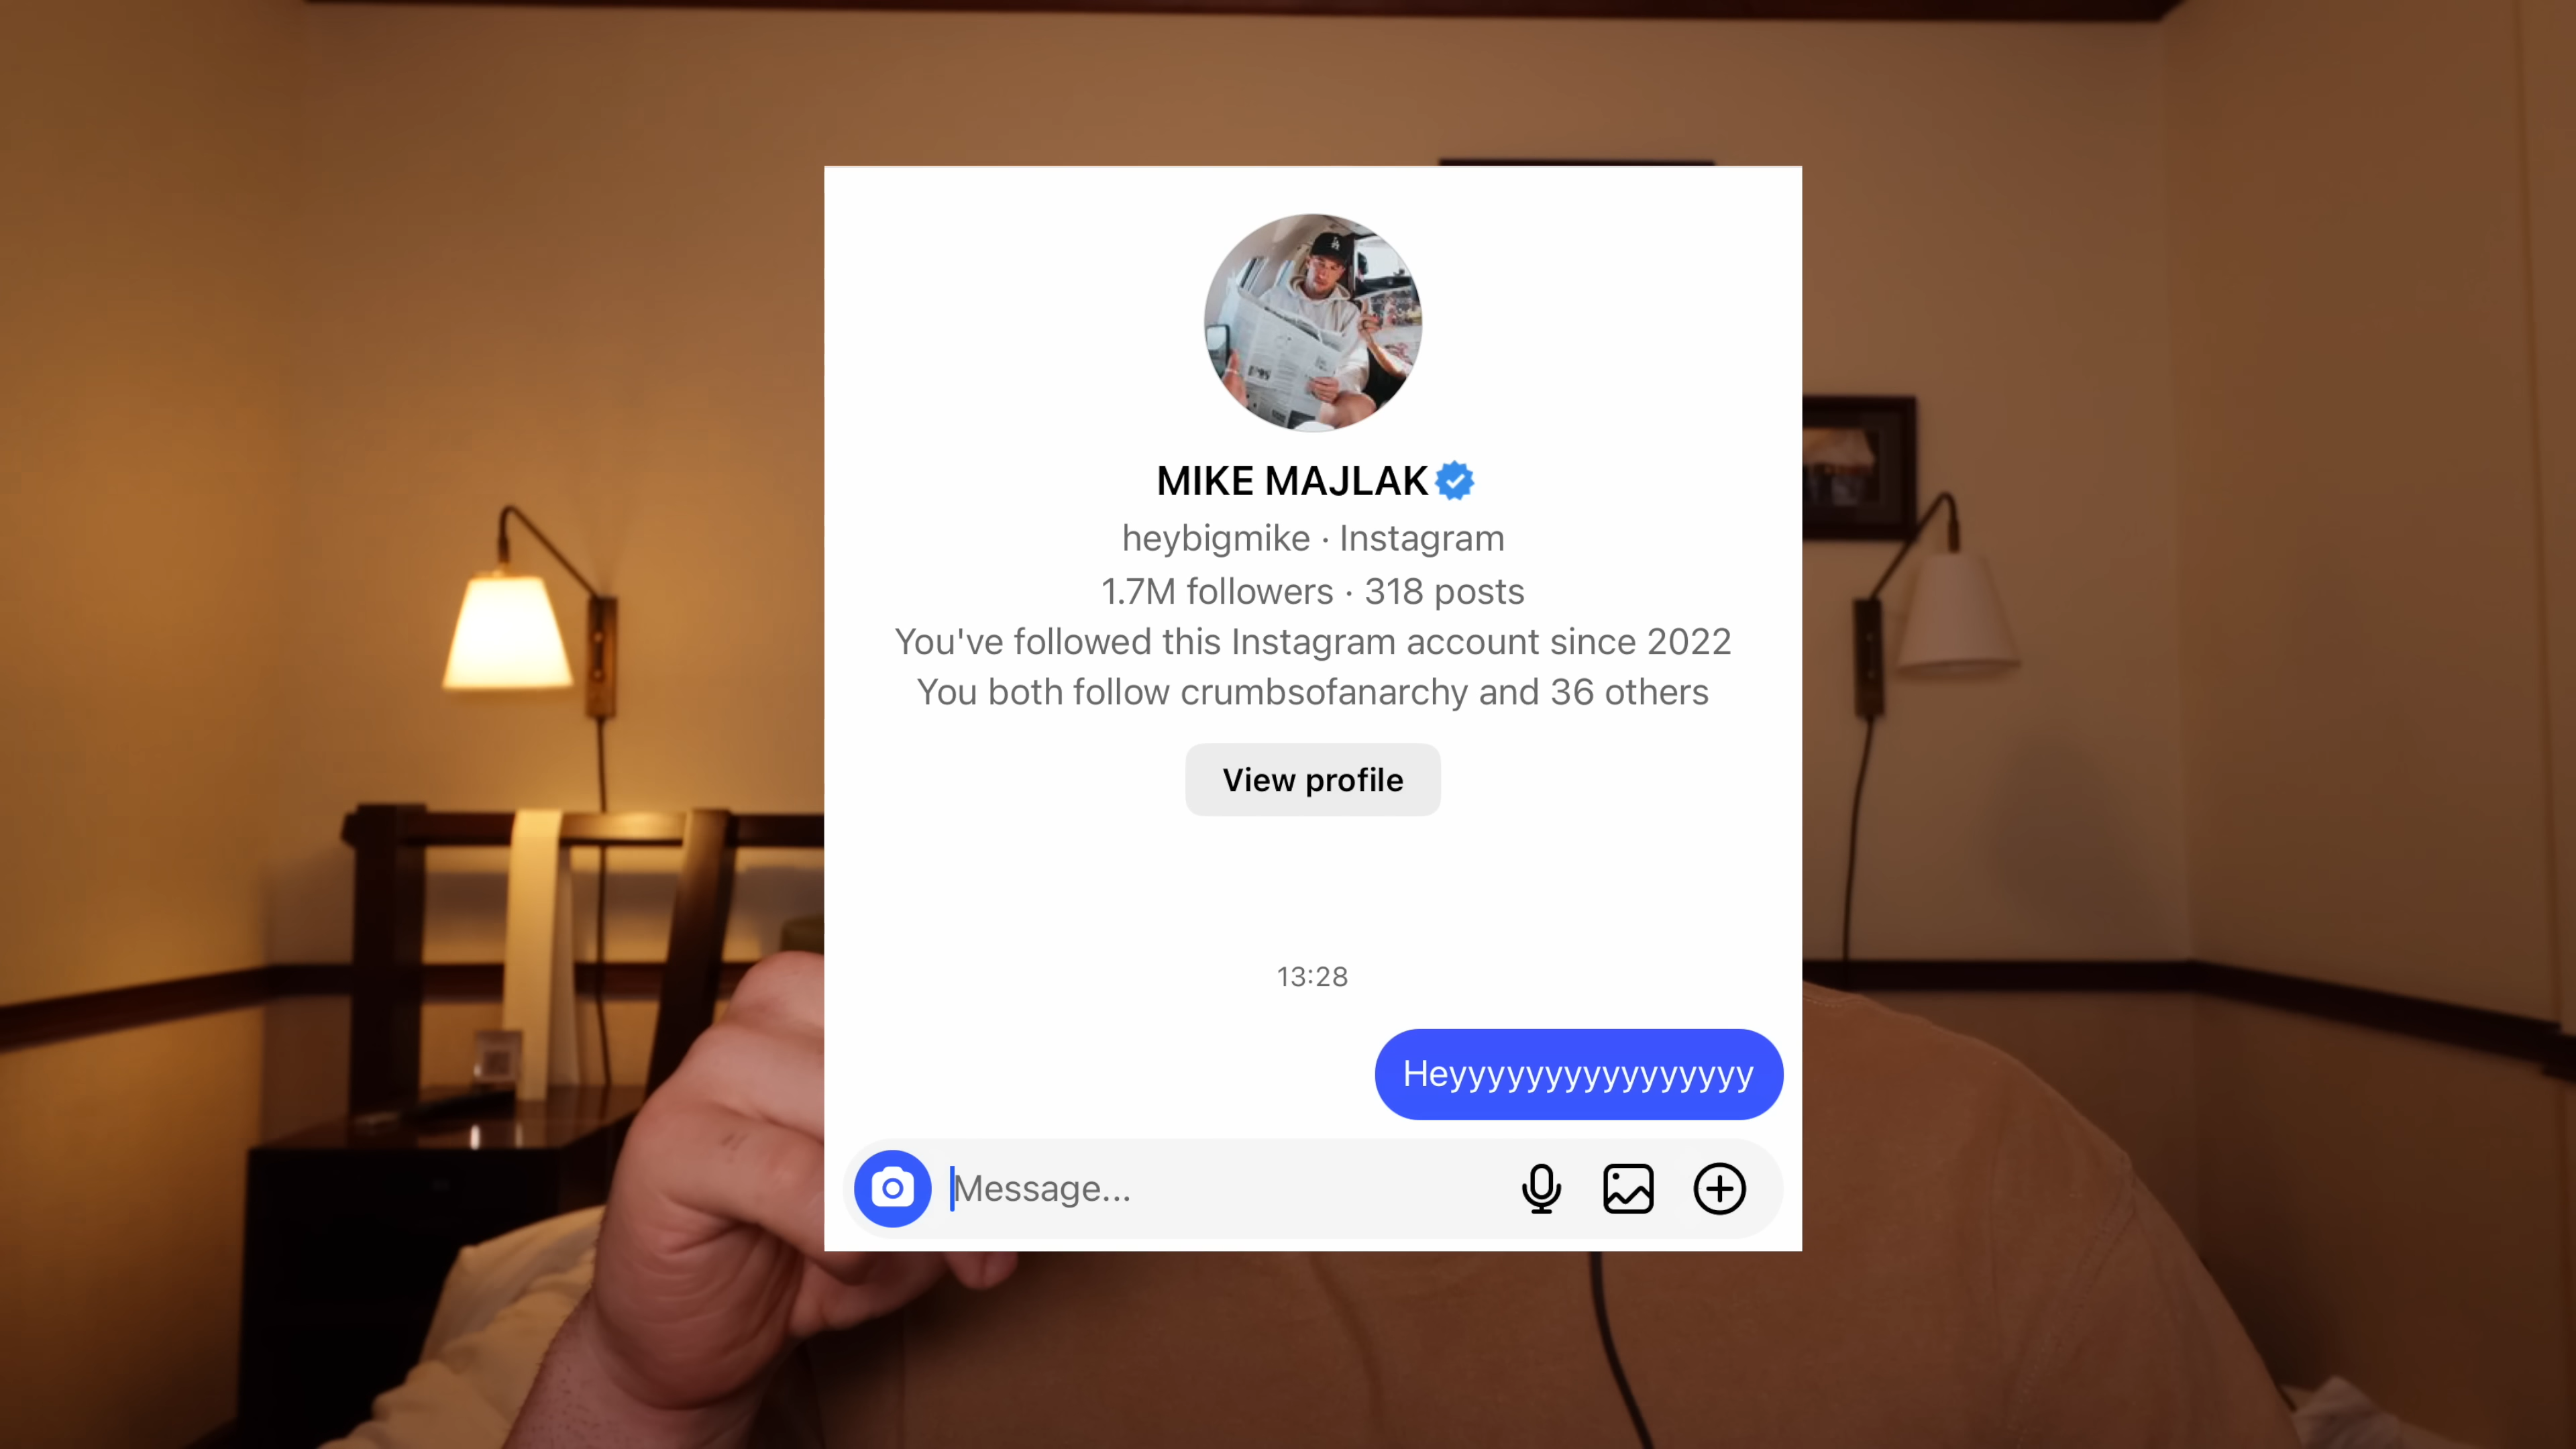 MIKE MAJLAK
heybigmike · Instagram
1.7M followers · 318 posts
You've followed this Instagram account since 2022
You both follow crumbsofanarchy and 36 others
View profile
13:28
Heyyyyyyyyyyyyyyyyy
Message...